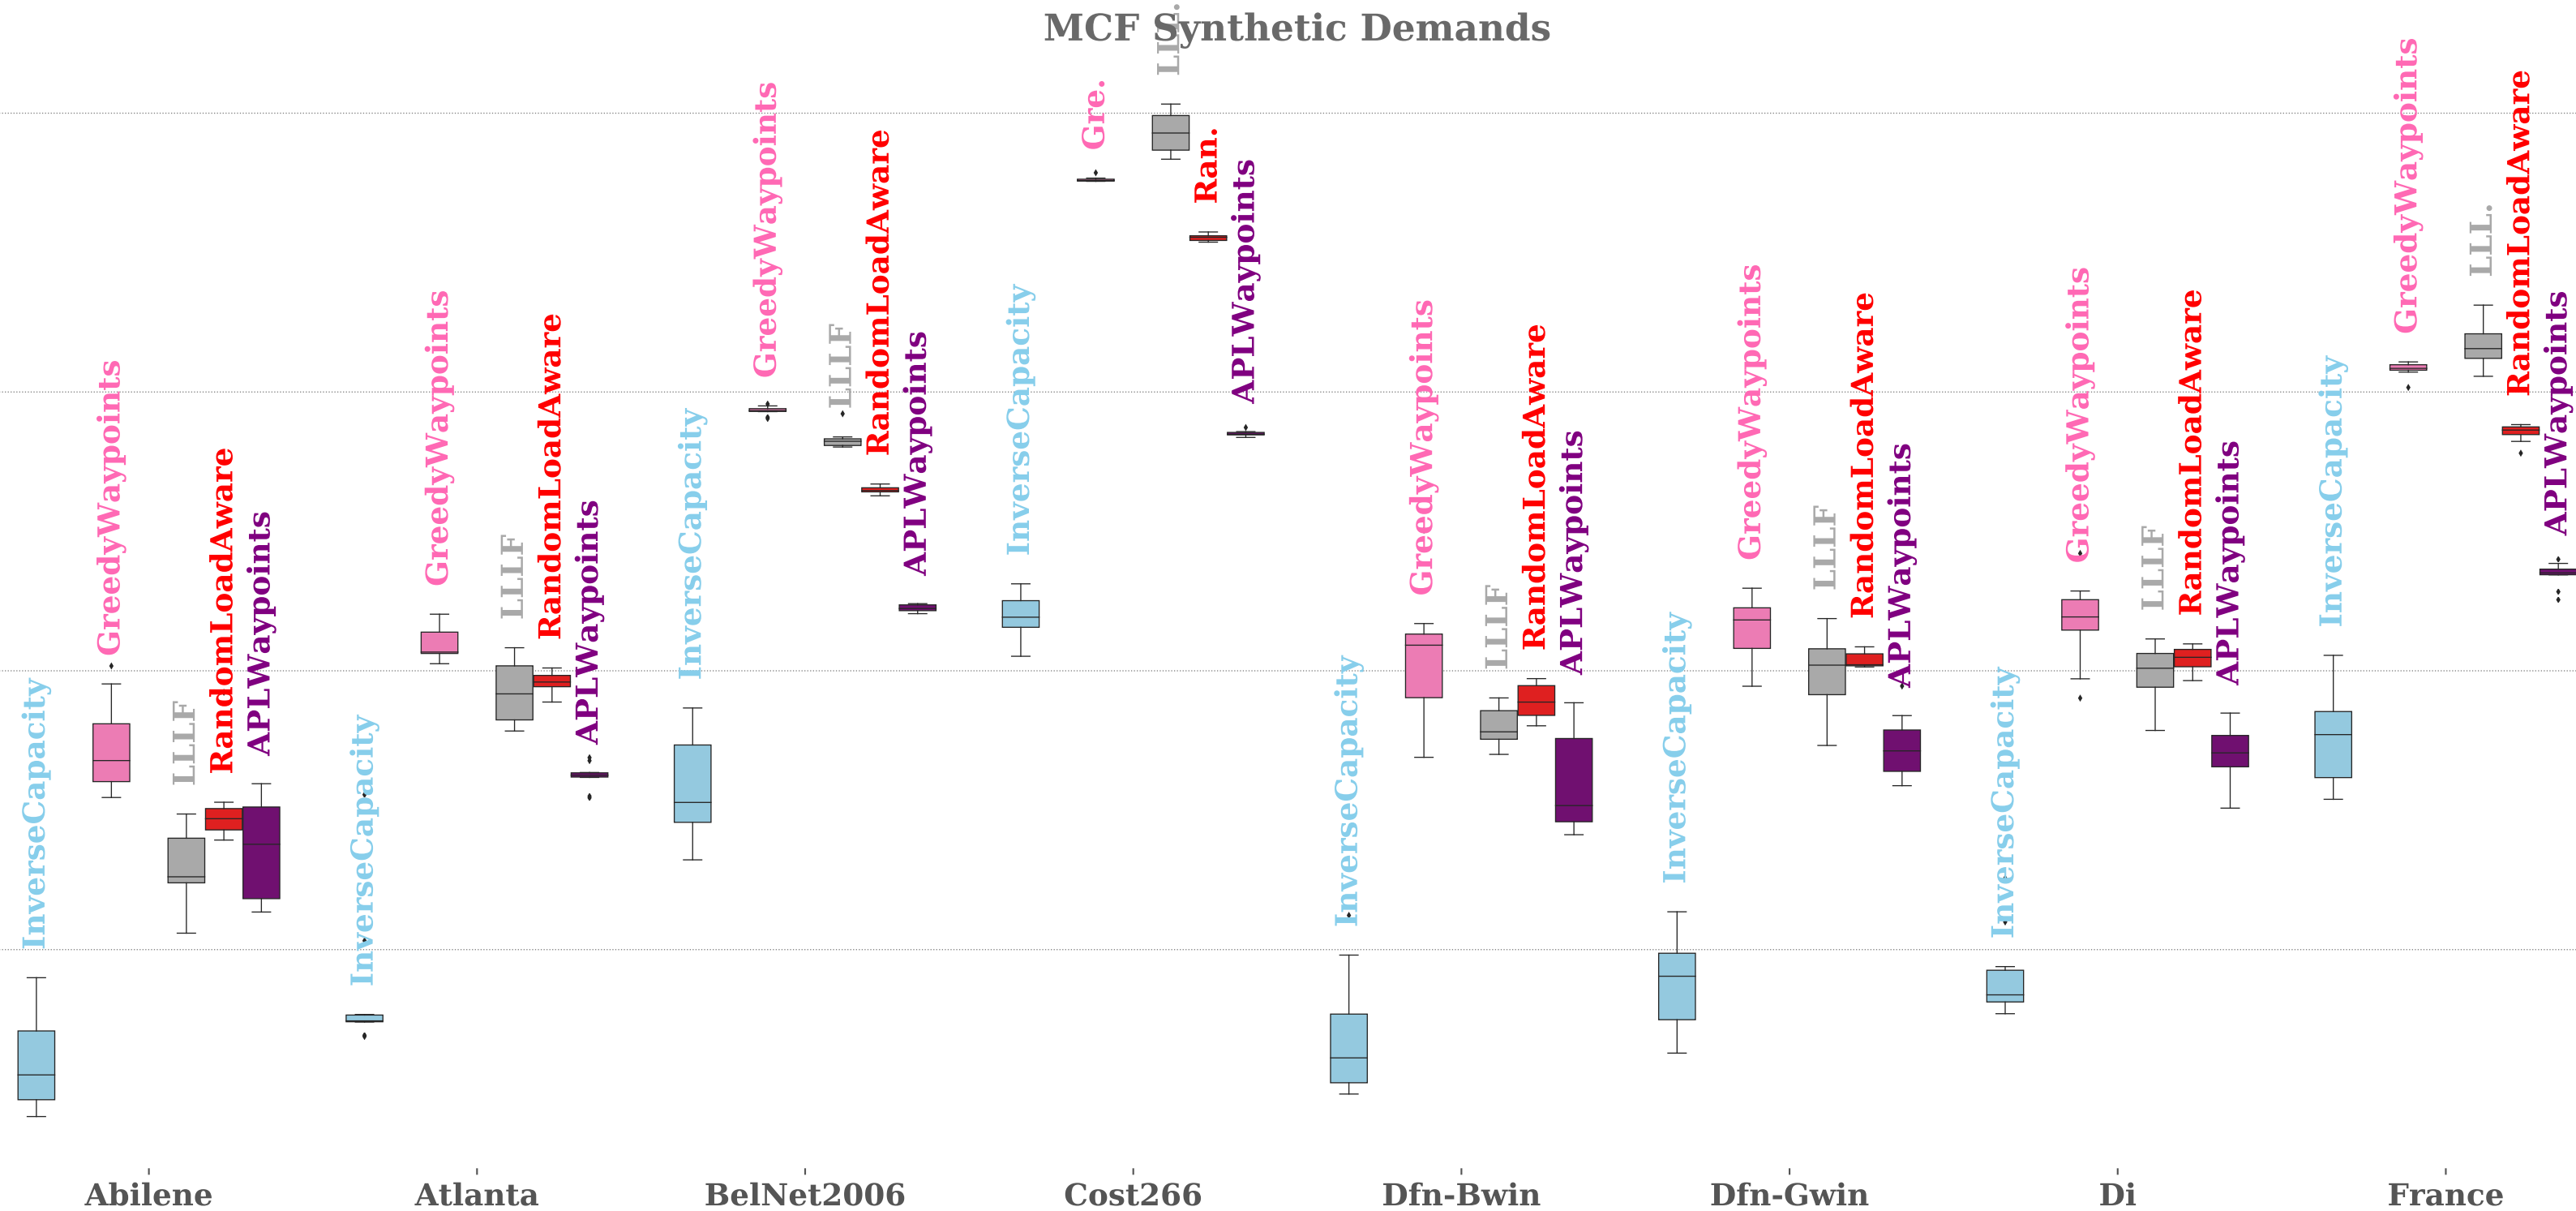 MCF Synthetic Demands
InverseCapacity
GreedyWaypoints
LLLF
RandomLoadAware
APLWaypoints
InverseCapacity
GreedyWaypoints
LLLF
RandomLoadAware
APLWaypoints
InverseCapacity
GreedyWaypoints
LLLF
RandomLoadAware
APLWaypoints
InverseCapacity
Gre.
LLL.
Ran.
APLWaypoints
InverseCapacity
GreedyWaypoints
LLLF
RandomLoadAware
APLWaypoints
InverseCapacity
GreedyWaypoints
LLLF
RandomLoadAware
APLWaypoints
InverseCapacity
GreedyWaypoints
LLLF
RandomLoadAware
APLWaypoints
InverseCapacity
GreedyWaypoints
LLL.
RandomLoadAware
APLWaypoints
Abilene
Atlanta
BelNet2006
Cost266
Dfn-Bwin
Dfn-Gwin
Di
France